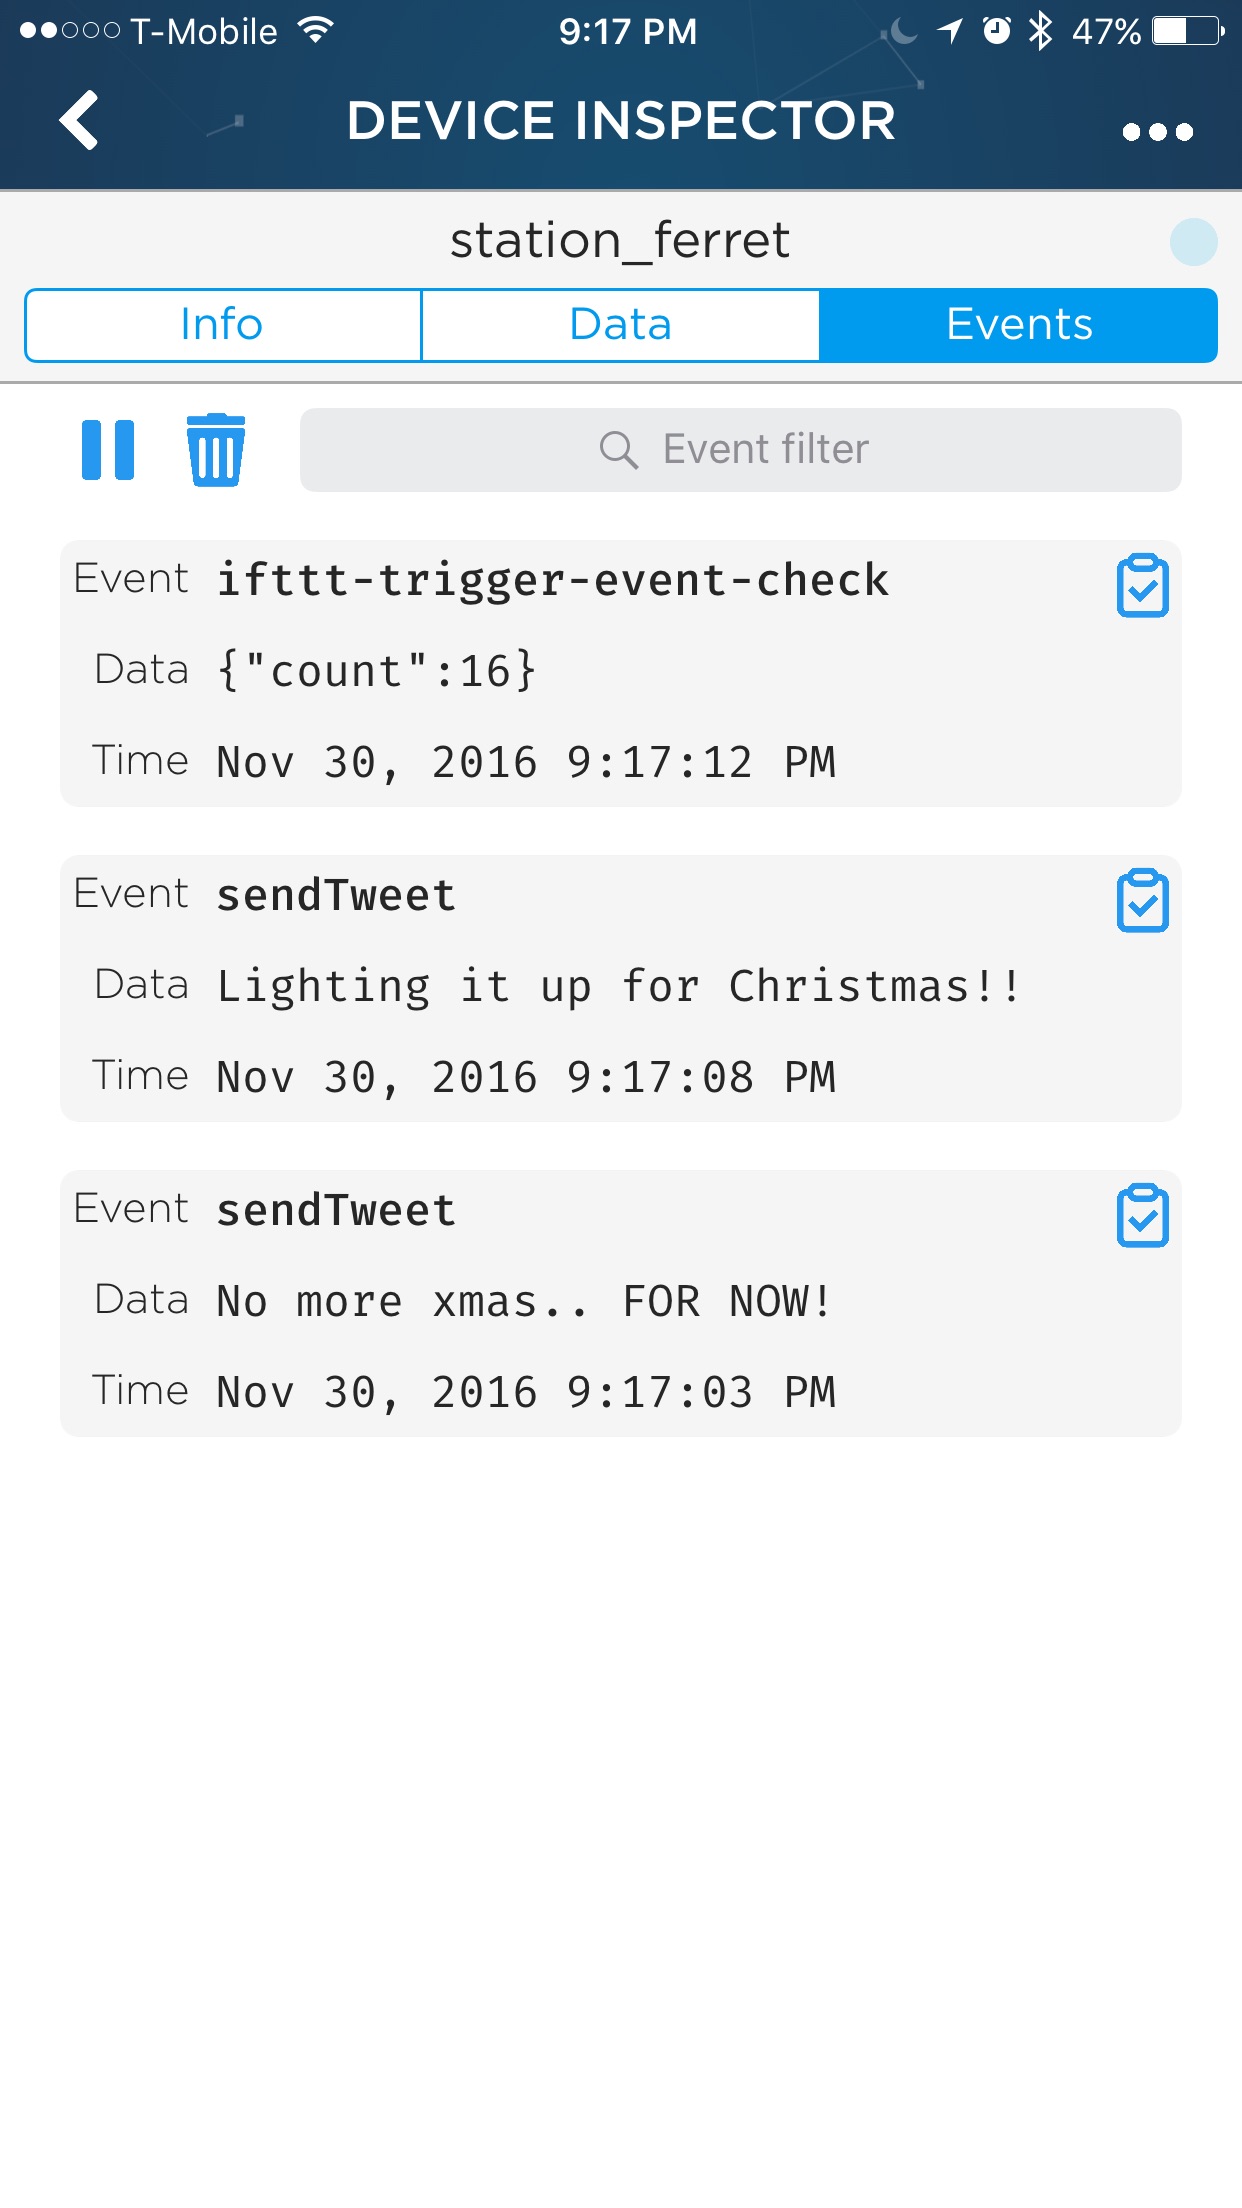 T-Mobile 9:17 PM 47%
DEVICE INSPECTOR
station_ferret
Info Data Events
Event filter
Event ifttt-trigger-event-check
Data {"count":16}
Time Nov 30, 2016 9:17:12 PM
Event sendTweet
Data Lighting it up for Christmas!!
Time Nov 30, 2016 9:17:08 PM
Event sendTweet
Data No more xmas.. FOR NOW!
Time Nov 30, 2016 9:17:03 PM